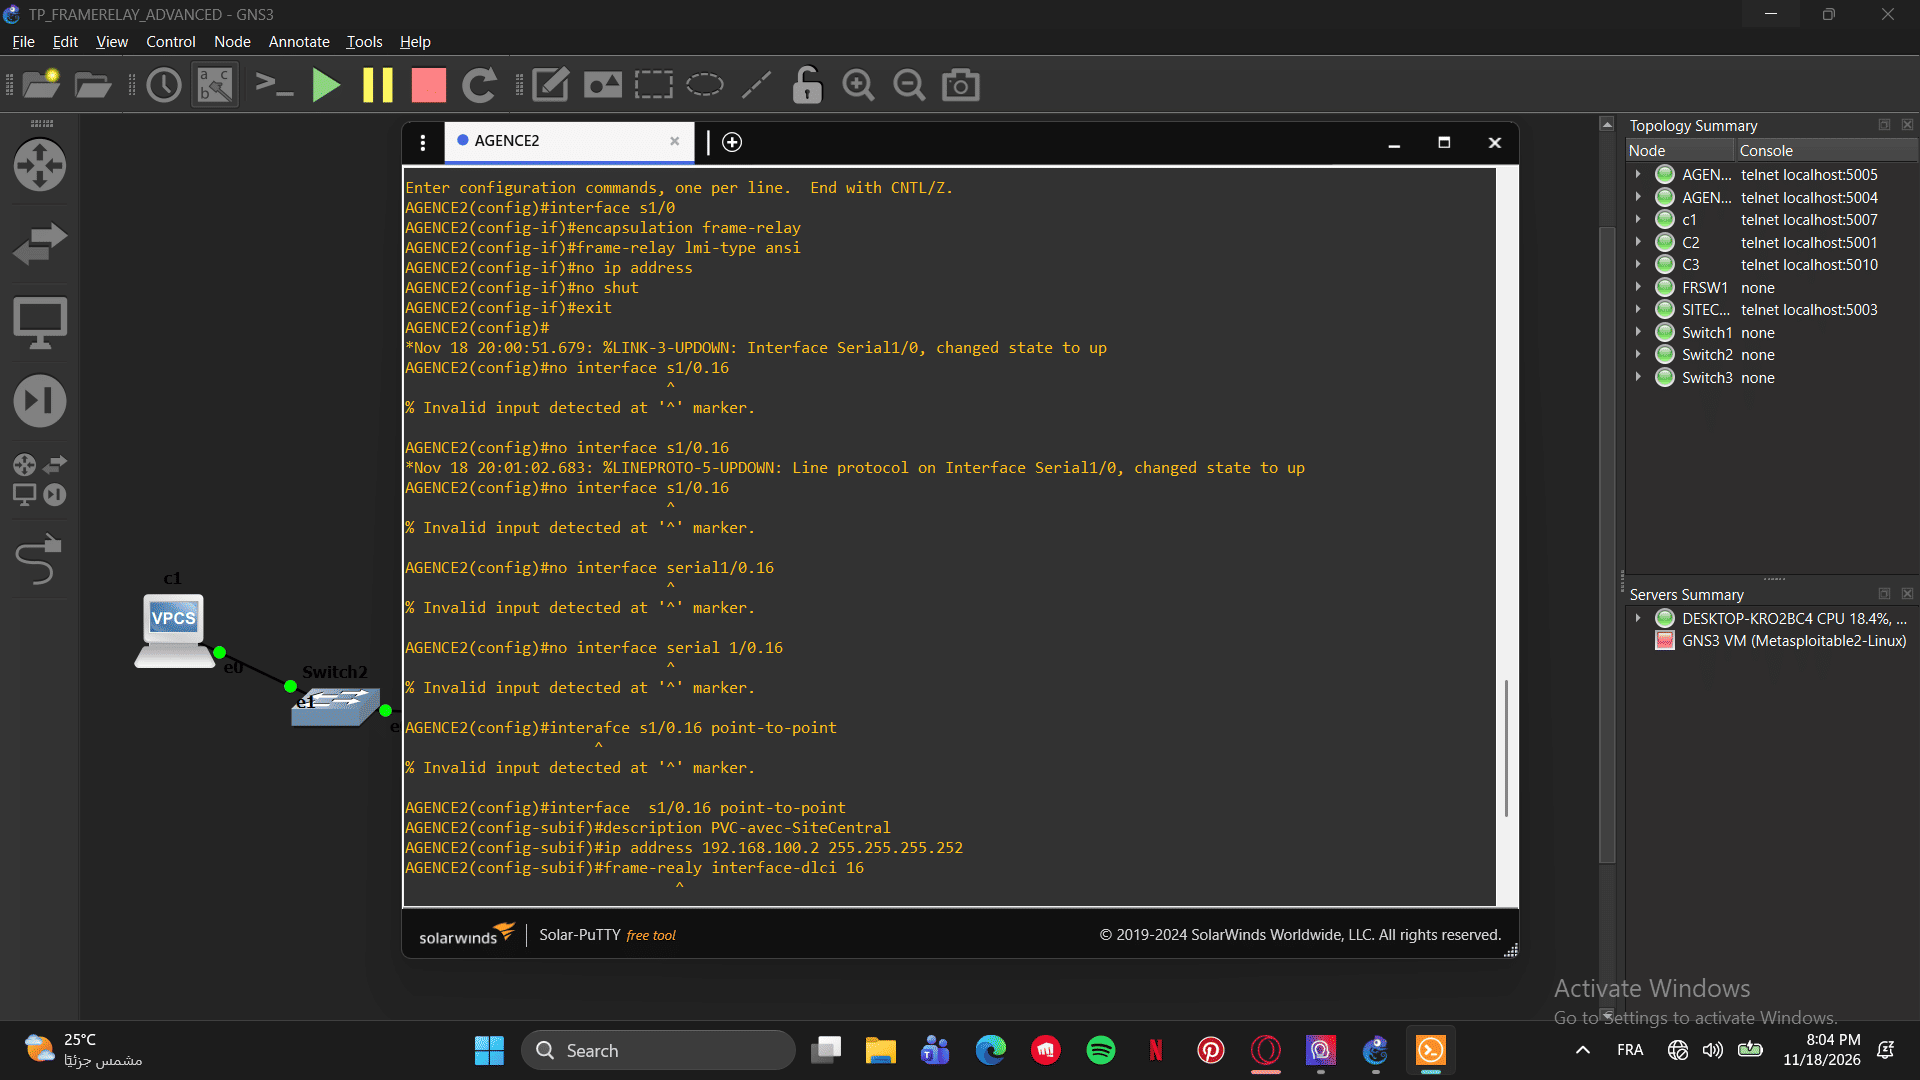 TP_FRAMERELAY_ADVANCED - GNS3
File Edit View Control Node Annotate Tools Help
AGENCE2
Enter configuration commands, one per line.  End with CNTL/Z.
AGENCE2(config)#interface s1/0
AGENCE2(config-if)#encapsulation frame-relay
AGENCE2(config-if)#frame-relay lmi-type ansi
AGENCE2(config-if)#no ip address
AGENCE2(config-if)#no shut
AGENCE2(config-if)#exit
AGENCE2(config)#
*Nov 18 20:00:51.679: %LINK-3-UPDOWN: Interface Serial1/0, changed state to up
AGENCE2(config)#no interface s1/0.16
^
% Invalid input detected at '^' marker.
AGENCE2(config)#no interface s1/0.16
*Nov 18 20:01:02.683: %LINEPROTO-5-UPDOWN: Line protocol on Interface Serial1/0, changed state to up
AGENCE2(config)#no interface s1/0.16
^
% Invalid input detected at '^' marker.
AGENCE2(config)#no interface serial1/0.16
^
% Invalid input detected at '^' marker.
AGENCE2(config)#no interface serial 1/0.16
^
% Invalid input detected at '^' marker.
AGENCE2(config)#interafce s1/0.16 point-to-point
^
% Invalid input detected at '^' marker.
AGENCE2(config)#interface  s1/0.16 point-to-point
AGENCE2(config-subif)#description PVC-avec-SiteCentral
AGENCE2(config-subif)#ip address 192.168.100.2 255.255.255.252
AGENCE2(config-subif)#frame-realy interface-dlci 16
^
solarwinds Solar-PuTTY free tool
© 2019-2024 SolarWinds Worldwide, LLC. All rights reserved.
c1
VPCS
e0
Switch2
e1
e
Topology Summary
Node Console
AGEN... telnet localhost:5005
AGEN... telnet localhost:5004
c1 telnet localhost:5007
C2 telnet localhost:5001
C3 telnet localhost:5010
FRSW1 none
SITEC... telnet localhost:5003
Switch1 none
Switch2 none
Switch3 none
Servers Summary
DESKTOP-KRO2BC4 CPU 18.4%, ...
GNS3 VM (Metasploitable2-Linux)
Activate Windows
Go to Settings to activate Windows.
25°C
مشمس جزئيًا
Search
FRA
8:04 PM
11/18/2026